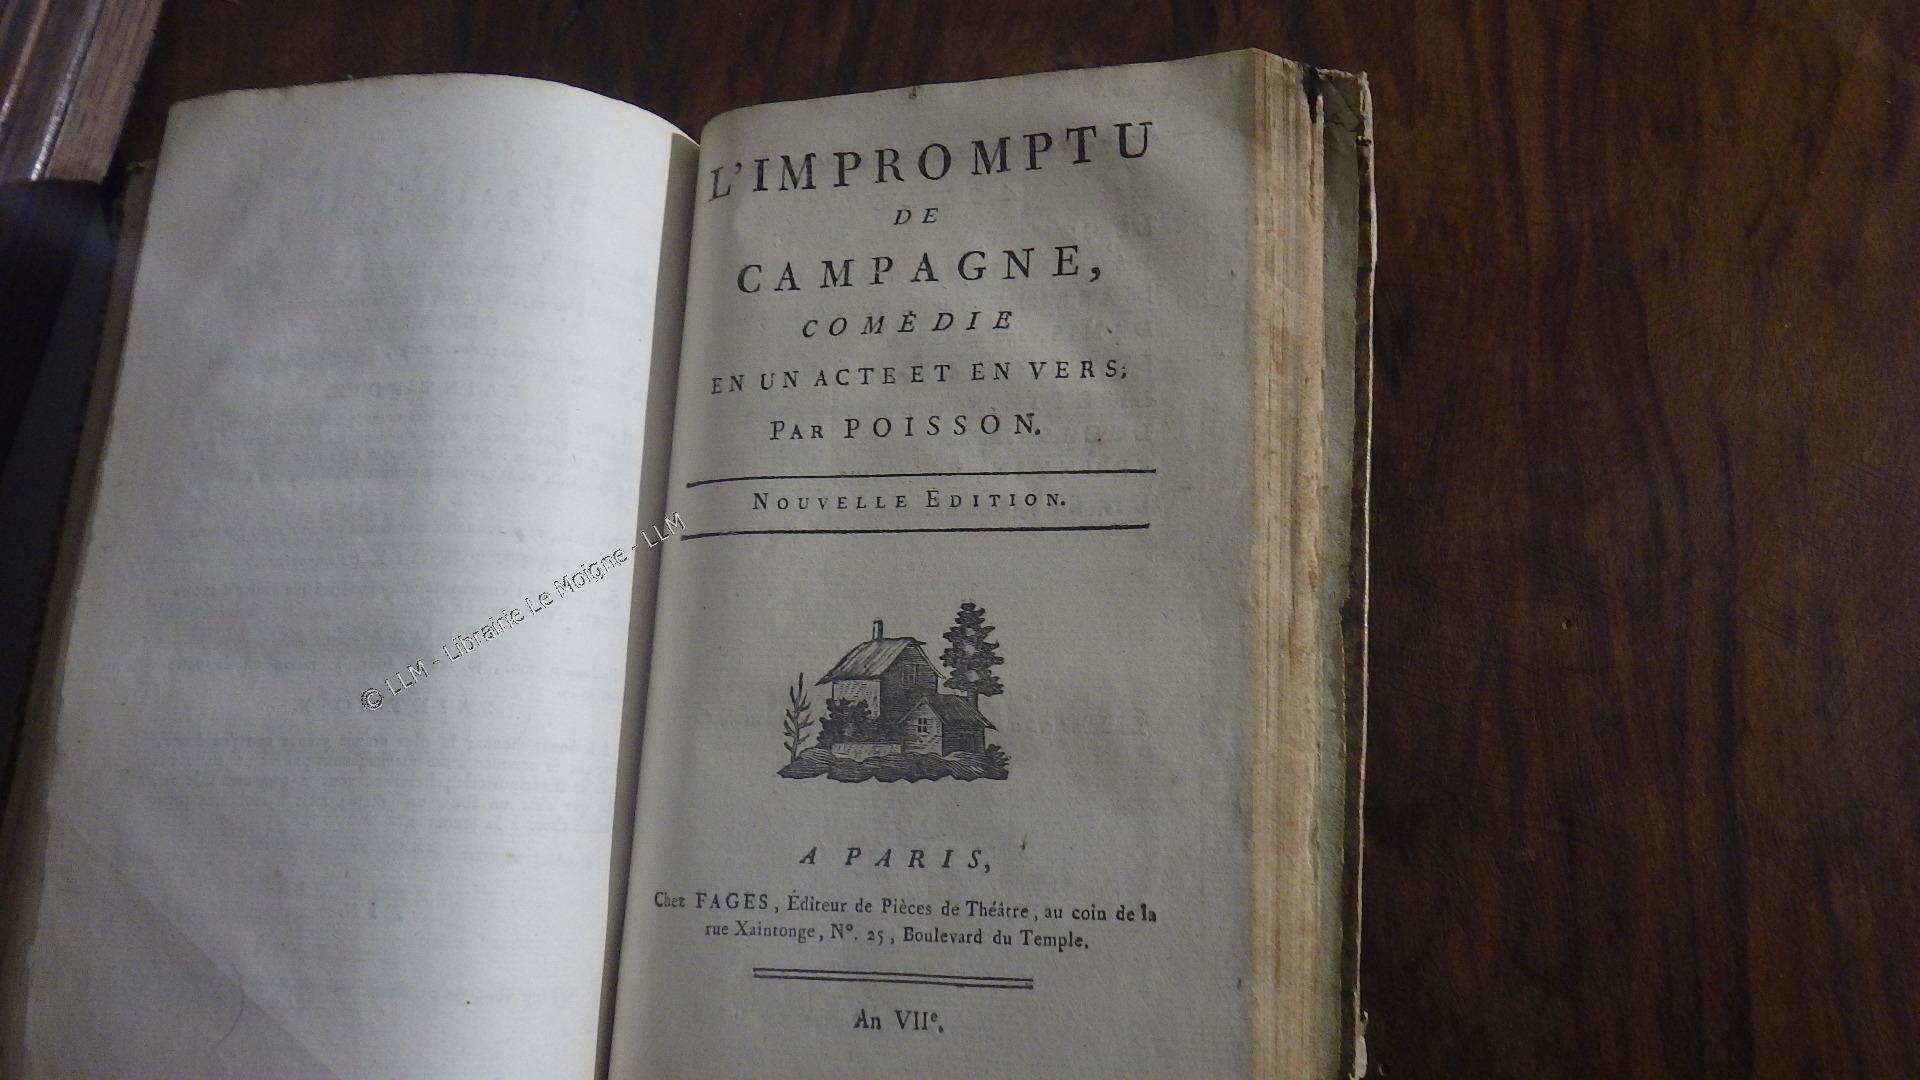 L'IMPROMPTU
DE
CAMPAGNE,
COMÉDIE
EN UN ACTE ET EN VERS;
PAR POISSON.
NOUVELLE ÉDITION.
© LLM - Librairie Le Moigne - LLM
A PARIS,
Chez FAGES, Éditeur de Pièces de Théâtre, au coin de la
rue Xaintonge, N°. 25, Boulevard du Temple.
An VIIe.